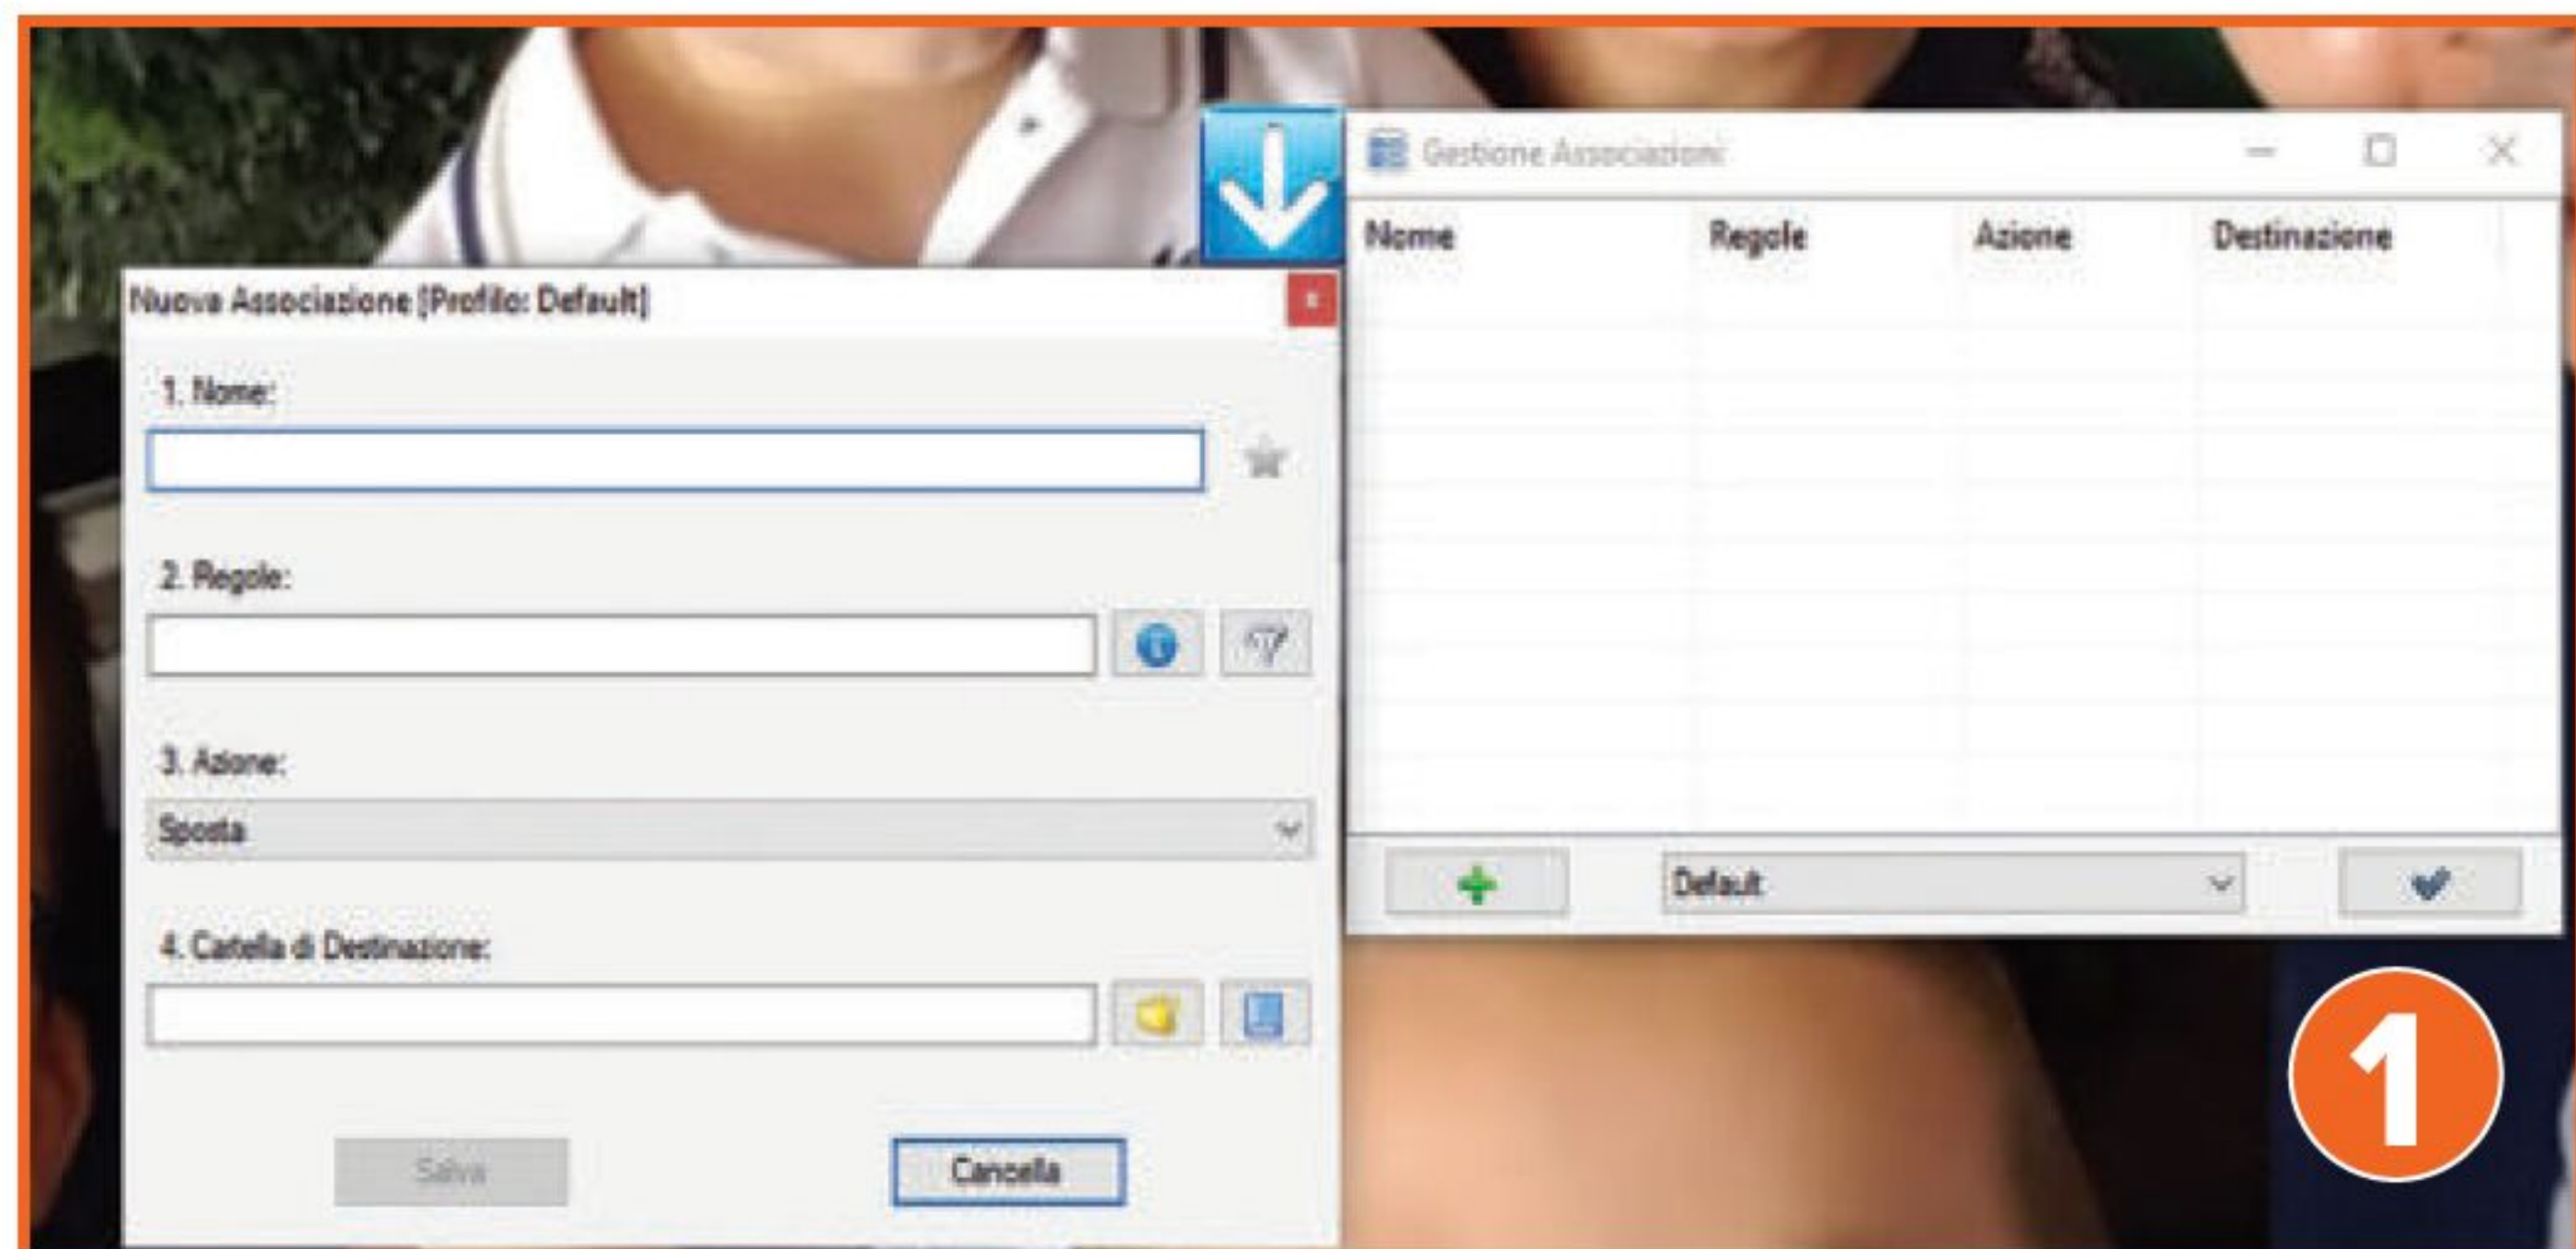 Gestione Associazioni
Nome Regole Azione Destinazione
Default
Nuova Associazione [Profilo: Default]
1. Nome:
2. Regole:
3. Azione:
Sposta
4. Cartella di Destinazione:
Salva Cancella
1